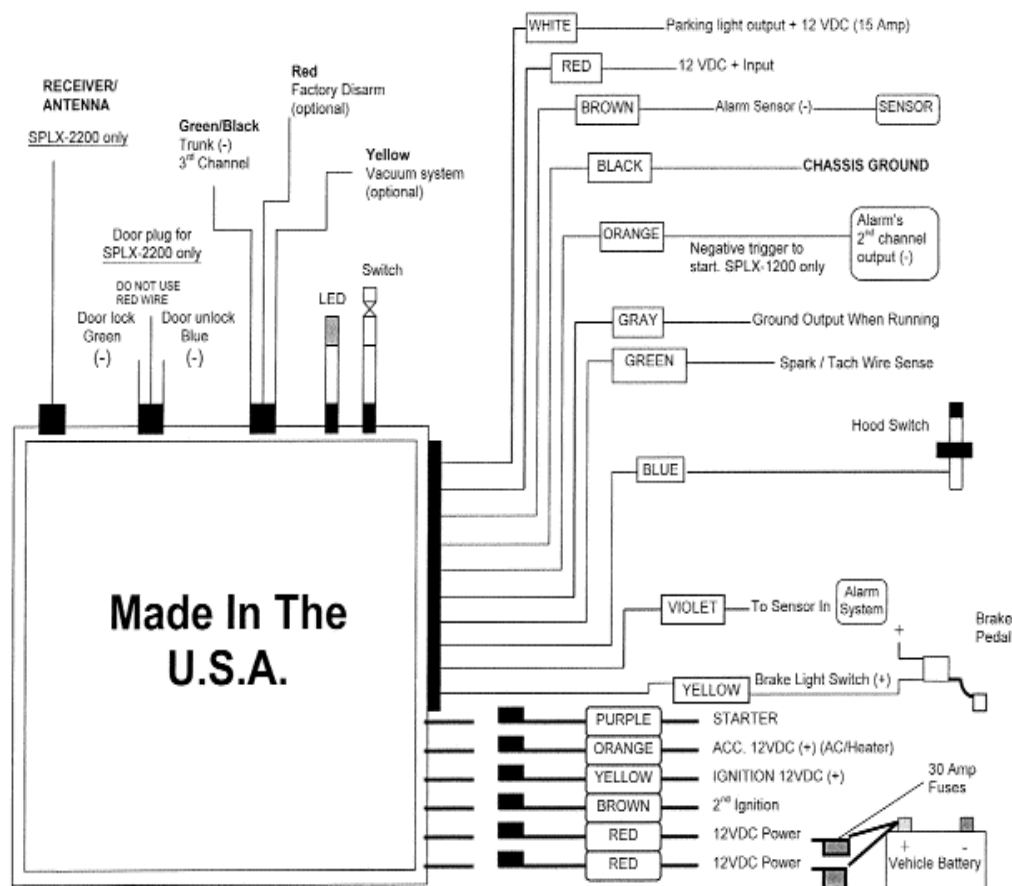 WHITE
Parking light output + 12 VDC (15 Amp)
RED
12 VDC + Input
BROWN
Alarm Sensor (-)
SENSOR
BLACK
CHASSIS GROUND
ORANGE
Negative trigger to
start. SPLX-1200 only
Alarm's
2nd channel
output (-)
GRAY
Ground Output When Running
GREEN
Spark / Tach Wire Sense
Hood Switch
BLUE
VIOLET
To Sensor In
Alarm
System
Brake
Pedal
+
YELLOW
Brake Light Switch (+)
RECEIVER/
ANTENNA
SPLX-2200 only
Green/Black
Trunk (-)
3rd Channel
Red
Factory Disarm
(optional)
Yellow
Vacuum system
(optional)
Door plug for
SPLX-2200 only
DO NOT USE
RED WIRE
Door lock
Green
(-)
Door unlock
Blue
(-)
LED
Switch
Made In The
U.S.A.
PURPLE
STARTER
ORANGE
ACC. 12VDC (+) (AC/Heater)
YELLOW
IGNITION 12VDC (+)
BROWN
2nd Ignition
RED
12VDC Power
RED
12VDC Power
30 Amp
Fuses
+ -
Vehicle Battery